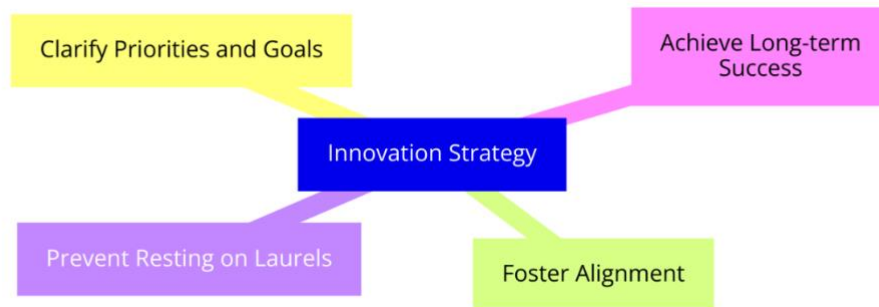 Clarify Priorities and Goals
Achieve Long-term
Success
Innovation Strategy
Prevent Resting on Laurels
Foster Alignment